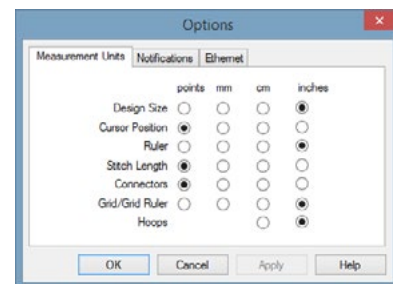 Options
Measurement Units Notifications Ethernet
points mm cm inches
Design Size
Cursor Position
Ruler
Stitch Length
Connectors
Grid/Grid Ruler
Hoops
OK Cancel Apply Help